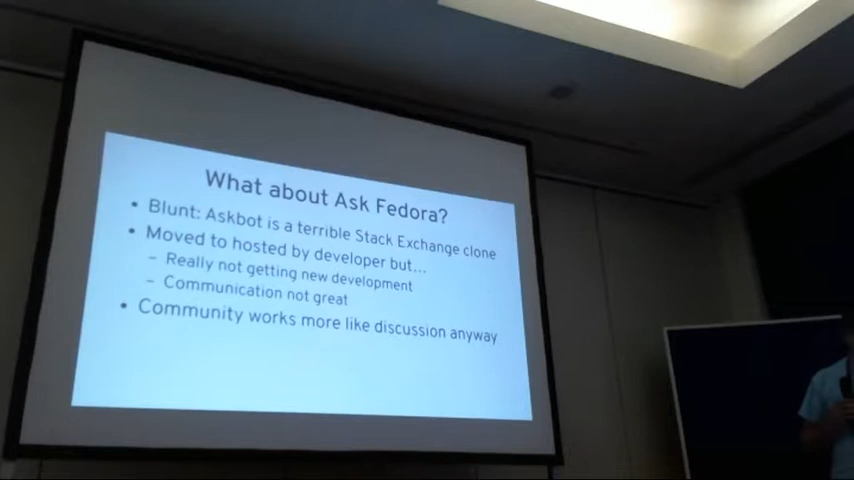 What about Ask Fedora?
• Blunt: Askbot is a terrible Stack Exchange clone
• Moved to hosted by developer but...
– Really not getting new development
– Communication not great
• Community works more like discussion anyway